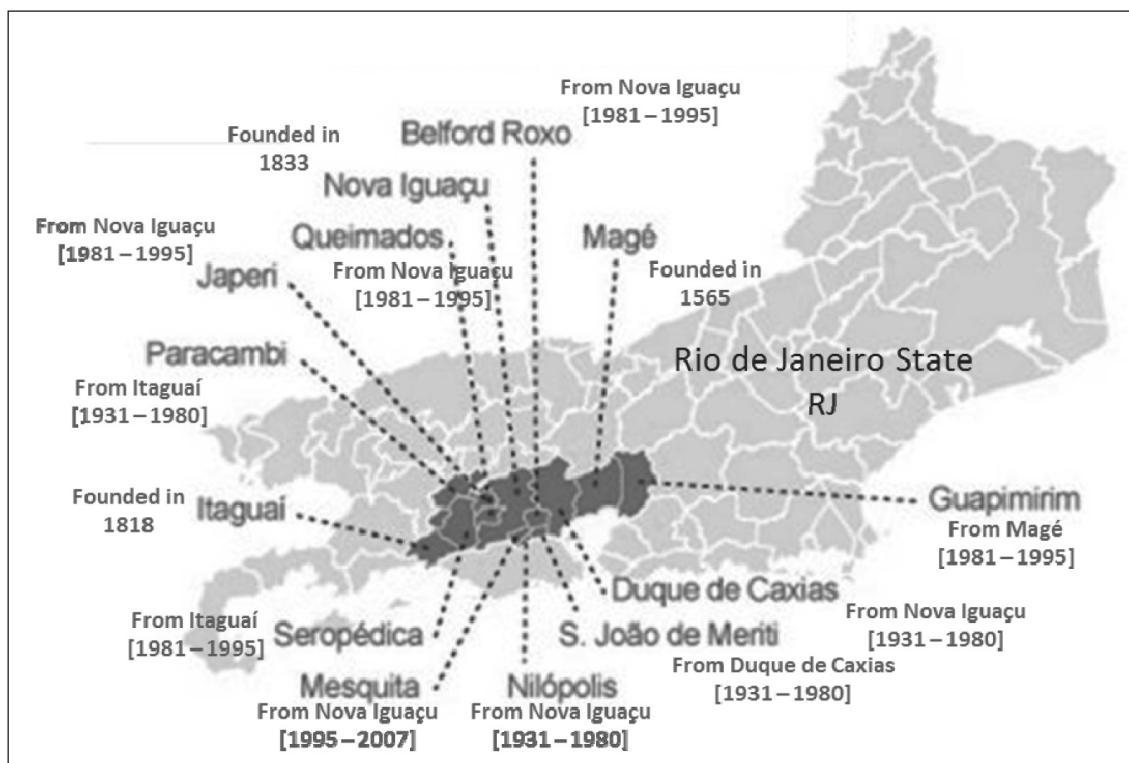 From Nova Iguaçu
[1981–1995]
Belford Roxo
Founded in
1833
Nova Iguaçu
From Nova Iguaçu
[1981–1995]
Queimados
From Nova Iguaçu
[1981–1995]
Magé
Founded in
1565
Japeri
Paracambi
From Itaguaí
[1931–1980]
Rio de Janeiro State
RJ
Founded in
1818
Itaguaí
Guapimirim
From Magé
[1981–1995]
Duque de Caxias
From Nova Iguaçu
[1931–1980]
From Itaguaí
[1981–1995]
Seropédica
S. João de Meriti
From Duque de Caxias
[1931–1980]
Mesquita
From Nova Iguaçu
[1995–2007]
Nilópolis
From Nova Iguaçu
[1931–1980]